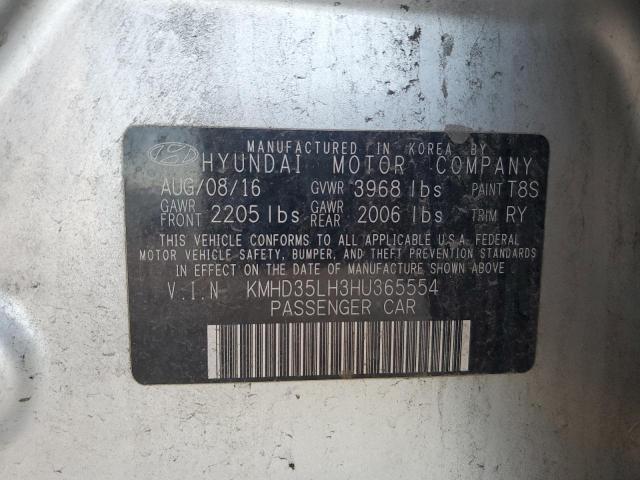 MANUFACTURED IN KOREA BY
HYUNDAI MOTOR COMPANY
AUG/08/16 GVWR 3968 lbs PAINT T8S
GAWR FRONT 2205 lbs GAWR REAR 2006 lbs TRIM RY
THIS VEHICLE CONFORMS TO ALL APPLICABLE U.S.A. FEDERAL
MOTOR VEHICLE SAFETY, BUMPER, AND THEFT PREVENTION STANDARDS
IN EFFECT ON THE DATE OF MANUFACTURE SHOWN ABOVE.
V.I.N KMHD35LH3HU365554
PASSENGER CAR